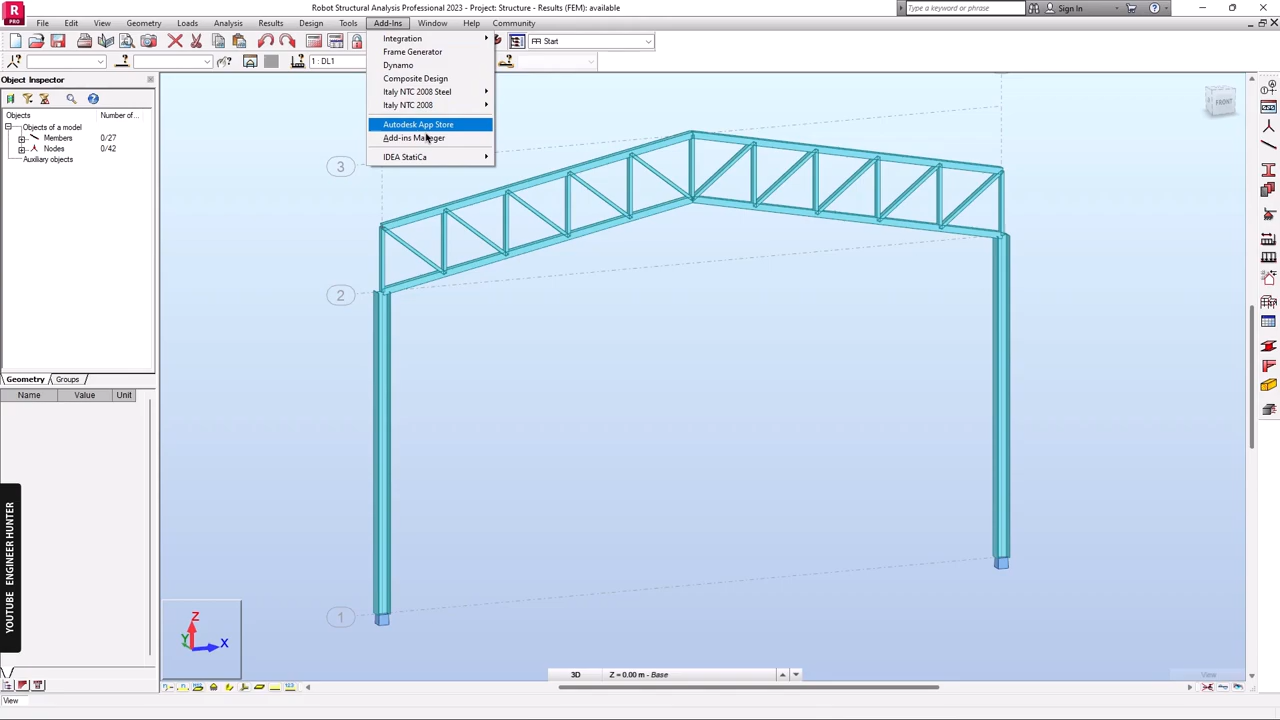 Robot Structural Analysis Professional 2023 - Project: Structure - Results (FEM): available
Type a keyword or phrase
Sign In
PRO
File Edit View Geometry Loads Analysis Results Design Tools Add-Ins Window Help Community
Start
1 : DL1
Integration
Frame Generator
Dynamo
Composite Design
Italy NTC 2008 Steel
Italy NTC 2008
Autodesk App Store
Add-ins Manager
IDEA StatiCa
Object Inspector
Objects Number of...
Objects of a model
Members 0/27
Nodes 0/42
Auxiliary objects
Geometry Groups
Name Value Unit
YOUTUBE ENGINEER HUNTER
FRONT
3
2
1
Z
Y
X
3D Z = 0.00 m - Base
View
View